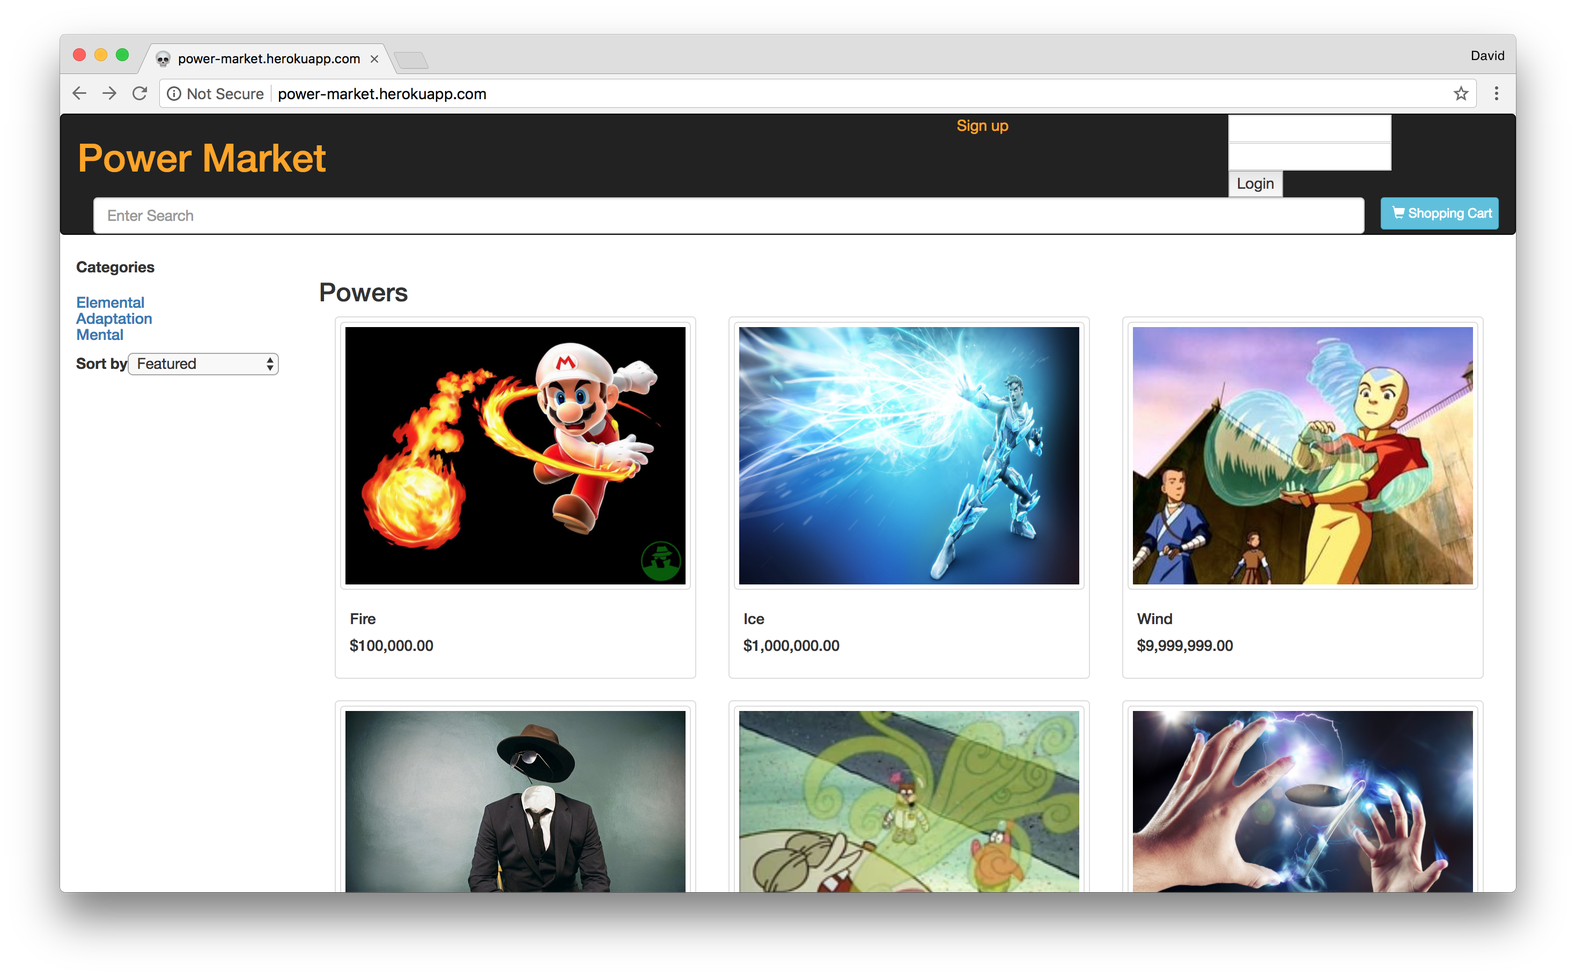 power-market.herokuapp.com
David
Not Secure
power-market.herokuapp.com
Sign up
Power Market
Login
Enter Search
Shopping Cart
Categories
Elemental
Adaptation
Mental
Sort by Featured
Powers
M
Fire
$100,000.00
Ice
$1,000,000.00
Wind
$9,999,999.00